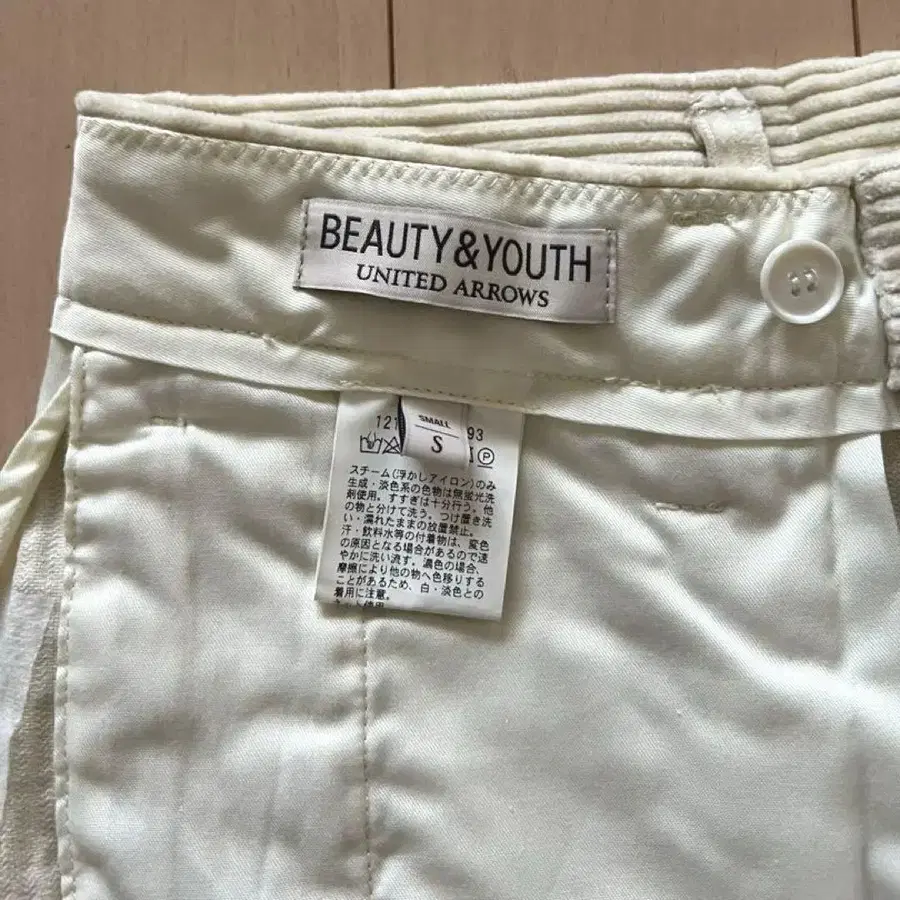 BEAUTY&YOUTH
UNITED ARROWS
SMALL
S
121 93
P
スチーム(浮かしアイロン)のみ
生成・淡色系の色物は無蛍光洗
剤使用。すすぎは十分行う。他
の物と分けて洗う。つけ置き洗
い・濡れたままの放置禁止。
汗・飲料水等の付着物は、変色
の原因となる場合があるので速
やかに洗い流す。濃色の場合、
摩擦により他の物へ色移りする
ことがあるため、白・淡色との
着用に注意。